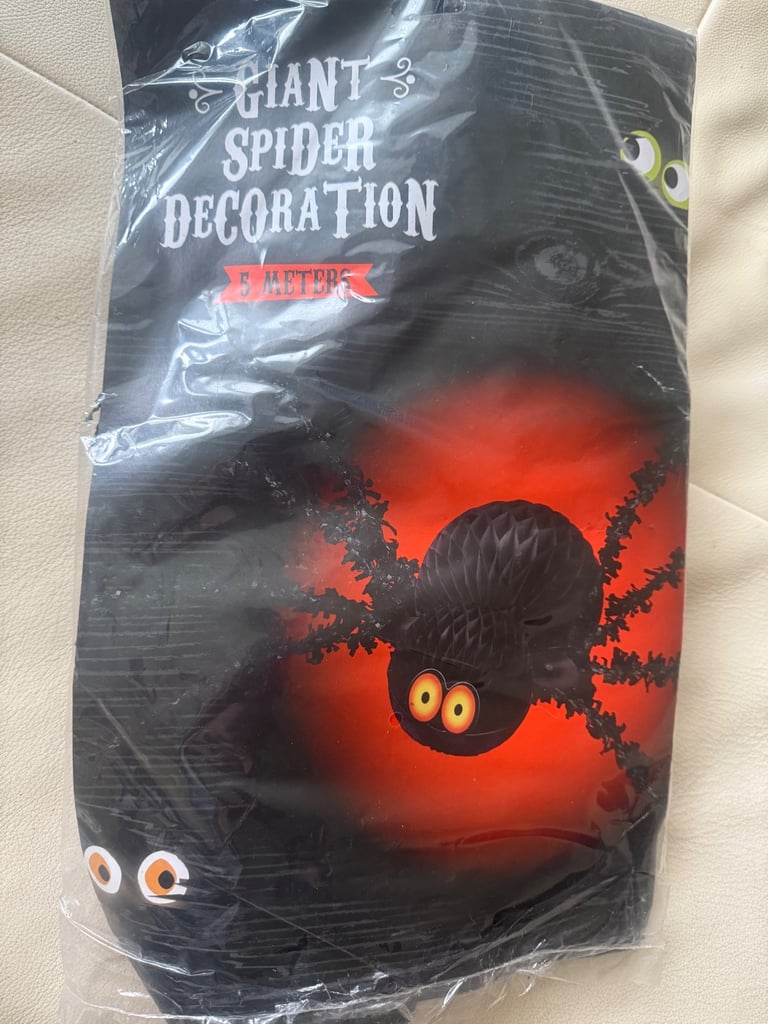 GIANT
SPIDER
DECORATION
5 METERS